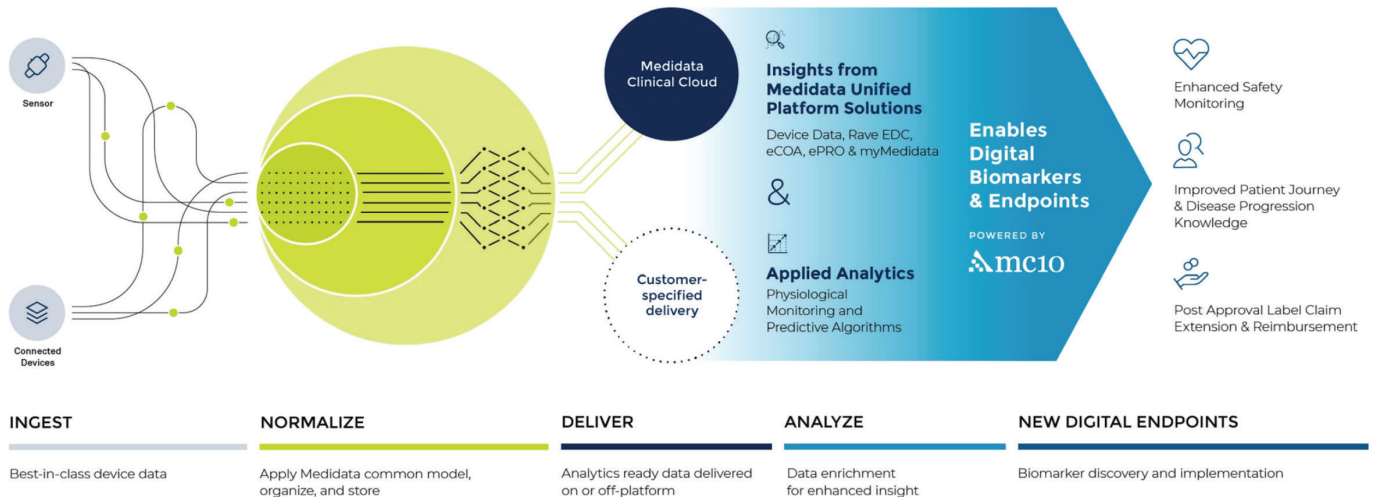 Sensor
Connected
Devices
Medidata
Clinical Cloud
Customer-
specified
delivery
Insights from
Medidata Unified
Platform Solutions
Device Data, Rave EDC,
eCOA, ePRO & myMedidata
&
Applied Analytics
Physiological
Monitoring and
Predictive Algorithms
Enables
Digital
Biomarkers
& Endpoints
POWERED BY
mc10
Enhanced Safety
Monitoring
Improved Patient Journey
& Disease Progression
Knowledge
Post Approval Label Claim
Extension & Reimbursement
INGEST
Best-in-class device data
NORMALIZE
Apply Medidata common model,
organize, and store
DELIVER
Analytics ready data delivered
on or off-platform
ANALYZE
Data enrichment
for enhanced insight
NEW DIGITAL ENDPOINTS
Biomarker discovery and implementation